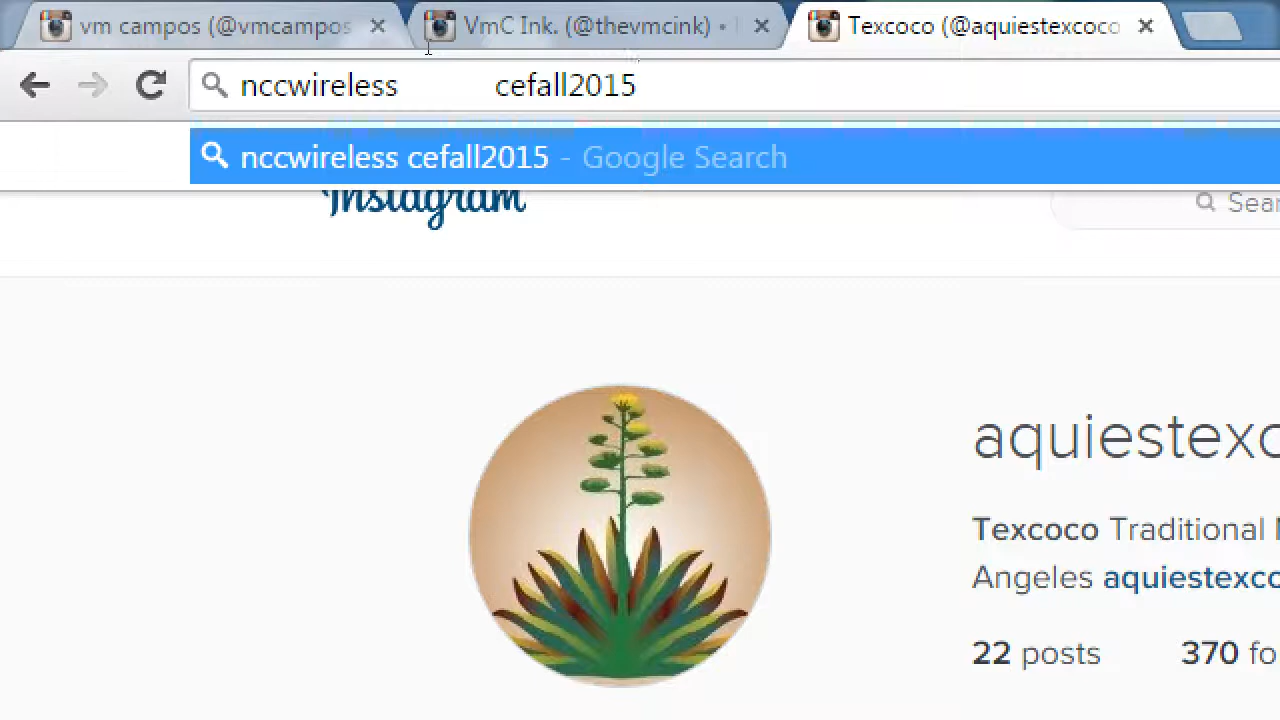 vm campos (@vmcampos
VmC Ink. (@thevmcink) •
Texcoco (@aquiestexcoco
nccwireless cefall2015
nccwireless cefall2015 - Google Search
Instagram
Sear
aquiestexc
Texcoco Traditional
Angeles aquiestexco
22 posts 370 fo